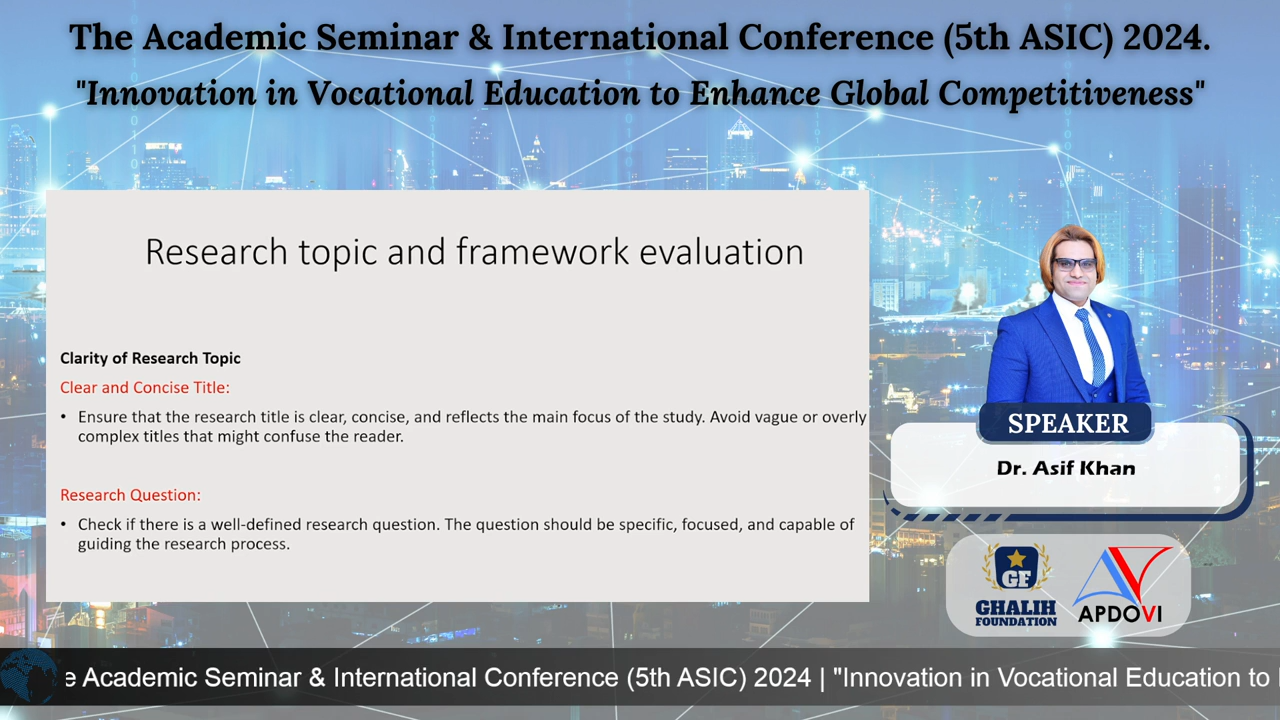 The Academic Seminar & International Conference (5th ASIC) 2024.
"Innovation in Vocational Education to Enhance Global Competitiveness"
Research topic and framework evaluation
Clarity of Research Topic
Clear and Concise Title:
• Ensure that the research title is clear, concise, and reflects the main focus of the study. Avoid vague or overly
complex titles that might confuse the reader.
Research Question:
• Check if there is a well-defined research question. The question should be specific, focused, and capable of
guiding the research process.
SPEAKER
Dr. Asif Khan
GF
GHALIH
FOUNDATION
APDOVI
e Academic Seminar & International Conference (5th ASIC) 2024 | "Innovation in Vocational Education to